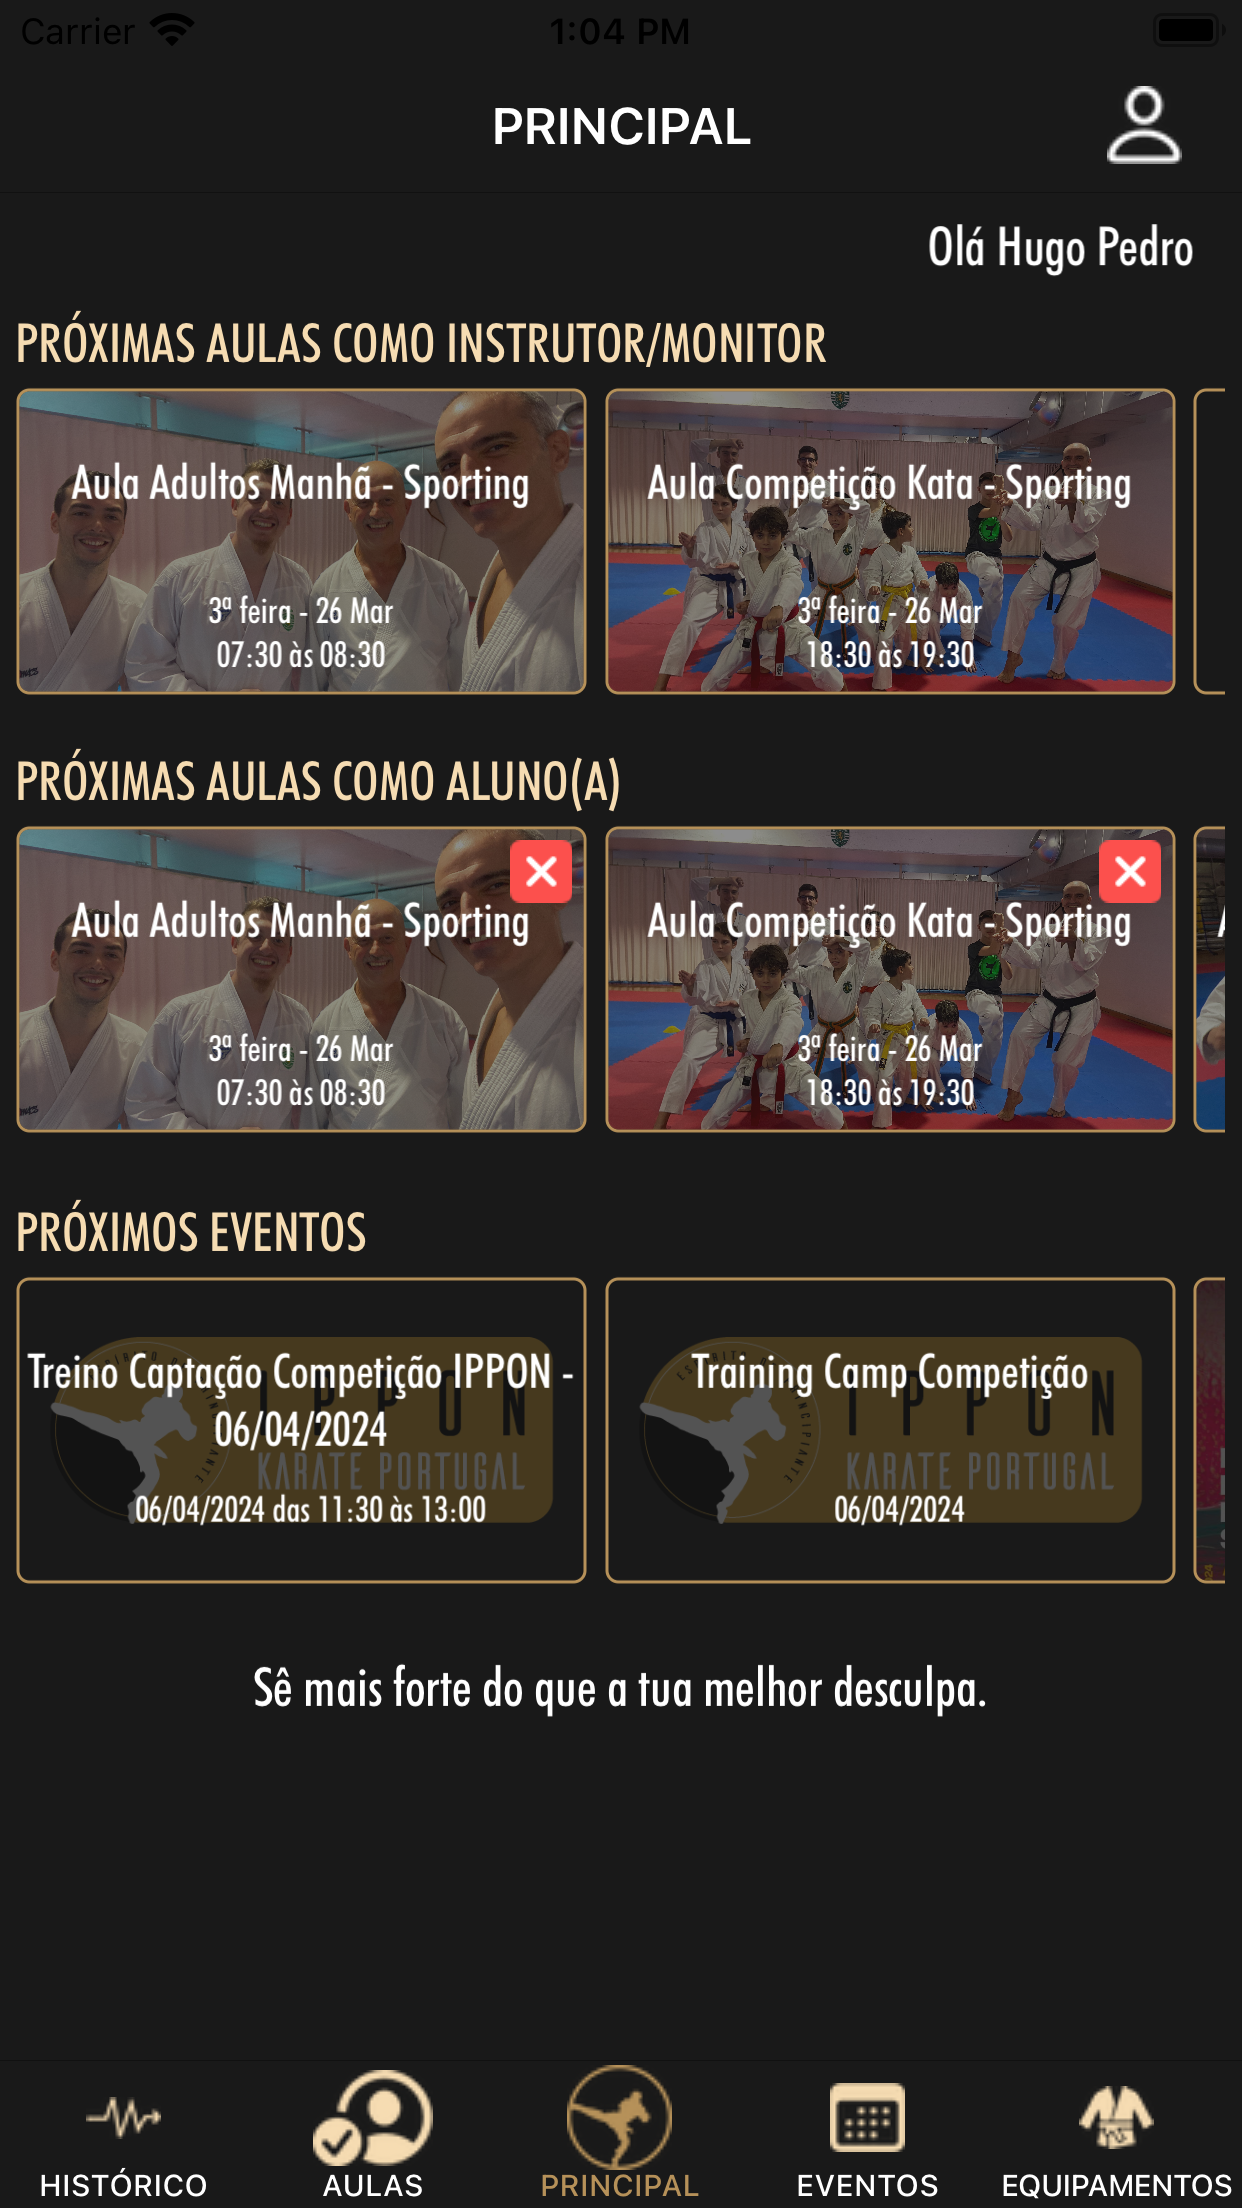 Carrier
1:04 PM
PRINCIPAL
Olá Hugo Pedro
PRÓXIMAS AULAS COMO INSTRUTOR/MONITOR
Aula Adultos Manhã - Sporting
3ª feira - 26 Mar
07:30 às 08:30
Aula Competição Kata - Sporting
3ª feira - 26 Mar
18:30 às 19:30
PRÓXIMAS AULAS COMO ALUNO(A)
Aula Adultos Manhã - Sporting
3ª feira - 26 Mar
07:30 às 08:30
Aula Competição Kata - Sporting
3ª feira - 26 Mar
18:30 às 19:30
PRÓXIMOS EVENTOS
Treino Captação Competição IPPON -
06/04/2024
06/04/2024 das 11:30 às 13:00
IPPON
KARATE PORTUGAL
Training Camp Competição
06/04/2024
IPPON
KARATE PORTUGAL
Sê mais forte do que a tua melhor desculpa.
HISTÓRICO
AULAS
PRINCIPAL
EVENTOS
EQUIPAMENTOS